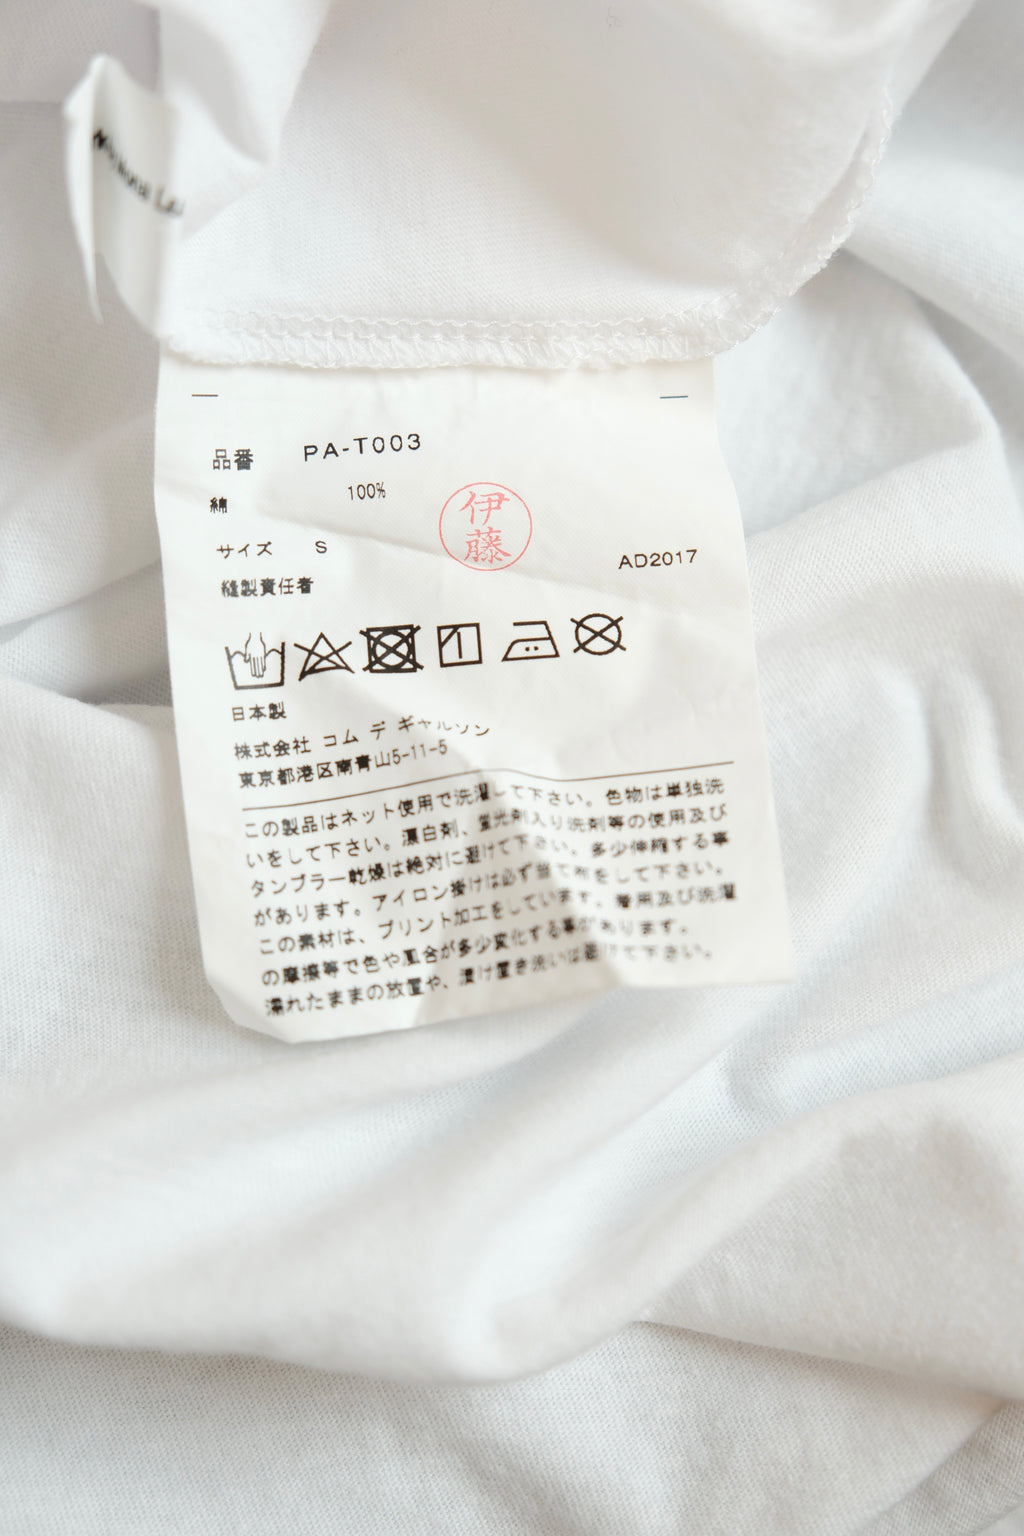 品番 PA-T003
綿 100%
伊藤
サイズ S
AD2017
縫製責任者
日本製
株式会社 コム デ ギャルソン
東京都港区南青山5-11-5
この製品はネット使用で洗濯して下さい。色物は単独洗
いをして下さい。漂白剤、蛍光剤入り洗剤等の使用及び
タンブラー乾燥は絶対に避けて下さい。多少伸縮する事
があります。アイロン掛けは必ず当て布をして下さい。
この素材は、プリント加工をしています。着用及び洗濯
の摩擦等で色や風合が多少変化する事があります。
濡れたままの放置や、漬け置き洗いは避けて下さい。